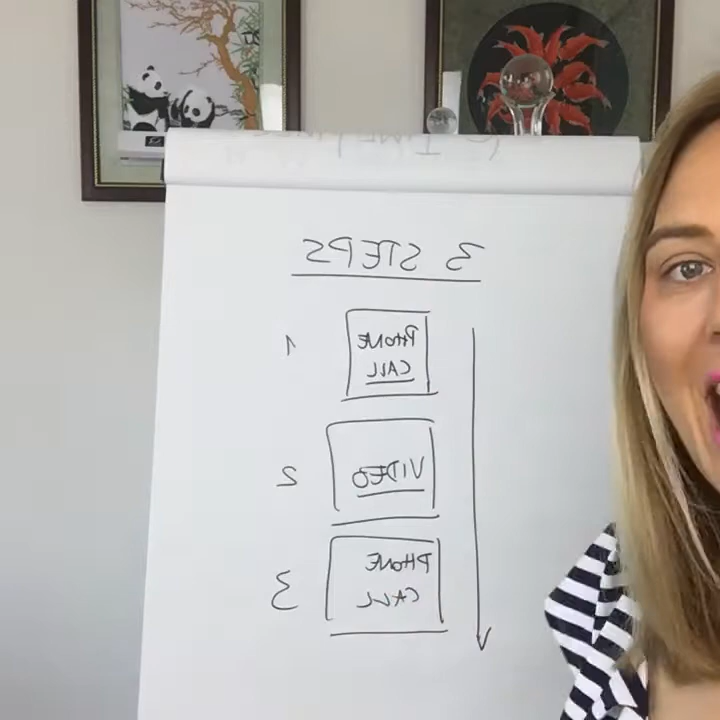 3 STEPS
1
PHONE
CALL
2
VIDEO
3
PHONE
CALL